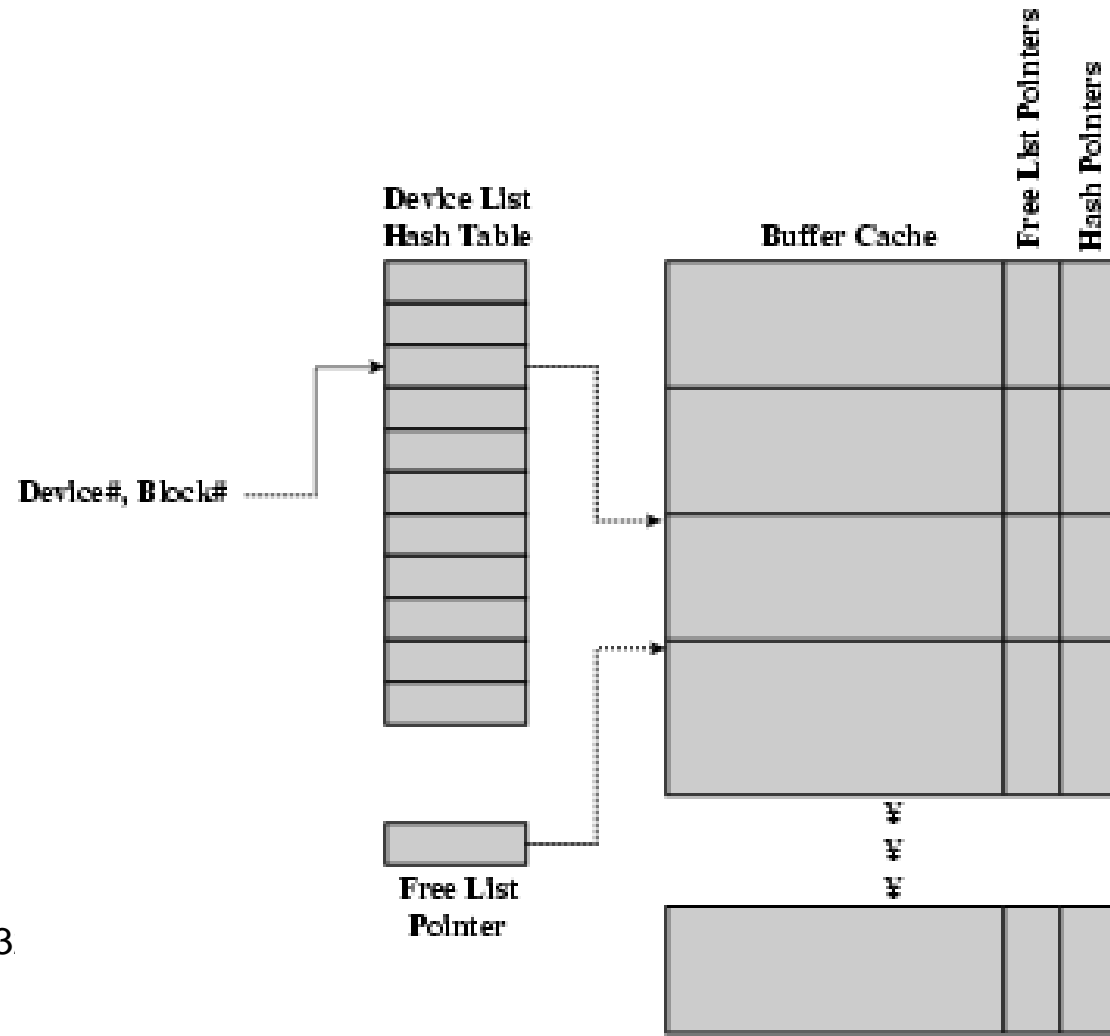 Free List Pointers
Hash Pointers
Device List
Hash Table
Buffer Cache
Device#, Block#
Free List
Pointer
3.